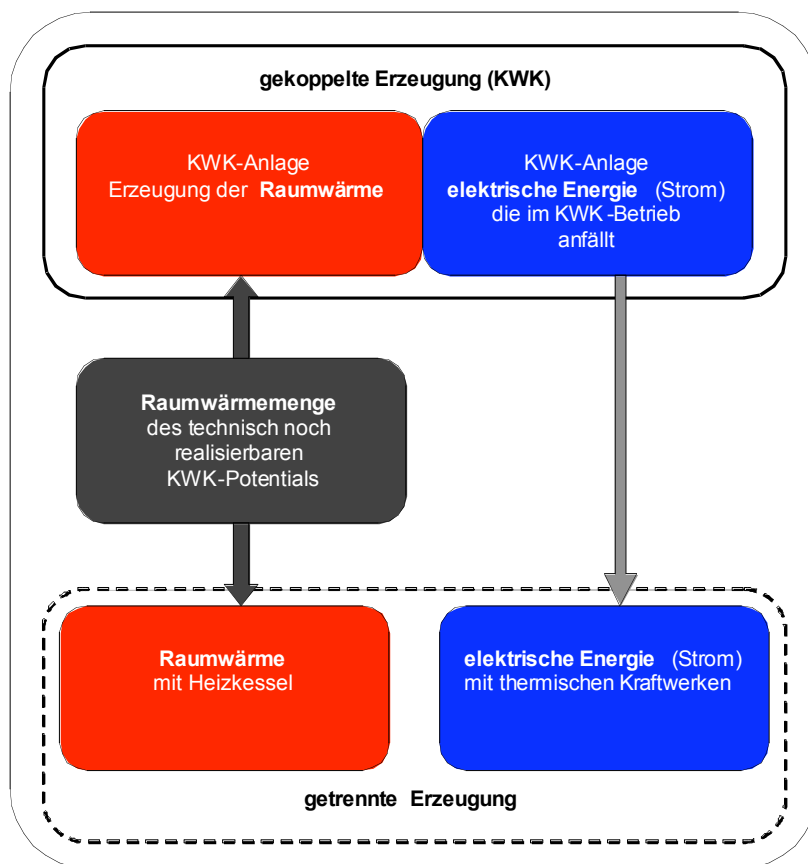 gekoppelte Erzeugung (KWK)
KWK-Anlage
Erzeugung der Raumwärme
KWK-Anlage
elektrische Energie (Strom)
die im KWK-Betrieb
anfällt
Raumwärmemenge
des technisch noch
realisierbaren
KWK-Potentials
Raumwärme
mit Heizkessel
elektrische Energie (Strom)
mit thermischen Kraftwerken
getrennte Erzeugung